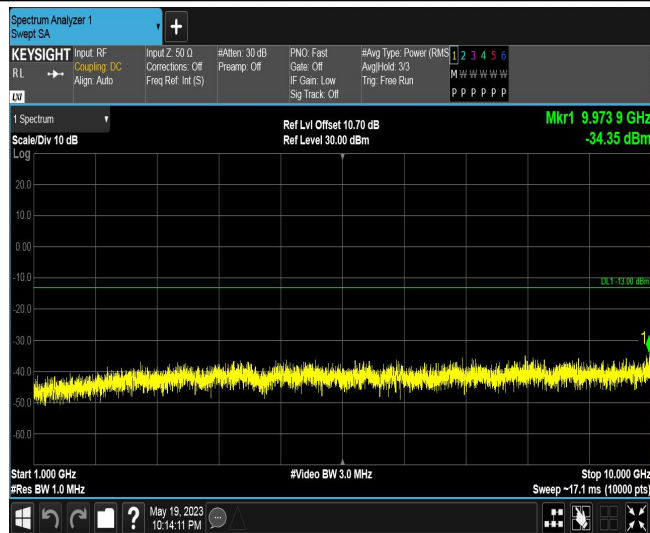 Spectrum Analyzer 1
Swept SA
+
KEYSIGHT Input: RF Input Z: 50 Ω #Atten: 30 dB PNO: Fast #Avg Type: Power (RMS 1 2 3 4 5 6
RL Coupling: DC Corrections: Off Preamp: Off Gate: Off Avg|Hold: 3/3 M W W W W W
Align: Auto Freq Ref: Int (S) IF Gain: Low Trig: Free Run
Sig Track: Off P P P P P P
LXI
1 Spectrum Ref Lvl Offset 10.70 dB Mkr1 9.973 9 GHz
Scale/Div 10 dB Ref Level 30.00 dBm -34.35 dBm
Log
20.0
10.0
0.00
-10.0
DL1 -13.00 dBm
-20.0
-30.0
1
-40.0
-50.0
-60.0
Start 1.000 GHz #Video BW 3.0 MHz Stop 10.000 GHz
#Res BW 1.0 MHz Sweep ~17.1 ms (10000 pts)
? May 19, 2023
10:14:11 PM